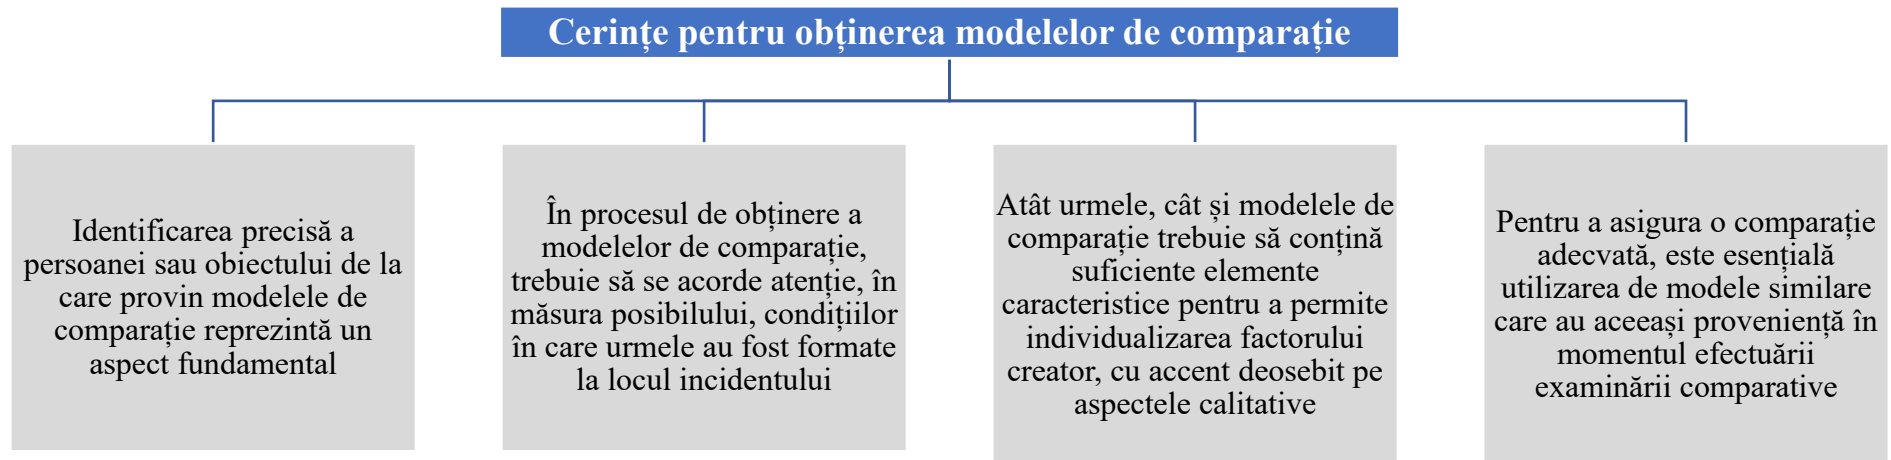 Cerințe pentru obținerea modelelor de comparație
Identificarea precisă a
persoanei sau obiectului de la
care provin modelele de
comparație reprezintă un
aspect fundamental
În procesul de obținere a
modelelor de comparație,
trebuie să se acorde atenție, în
măsura posibilului, condițiilor
în care urmele au fost formate
la locul incidentului
Atât urmele, cât și modelele de
comparație trebuie să conțină
suficiente elemente
caracteristice pentru a permite
individualizarea factorului
creator, cu accent deosebit pe
aspectele calitative
Pentru a asigura o comparație
adecvată, este esențială
utilizarea de modele similare
care au aceeași proveniență în
momentul efectuării
examinării comparative